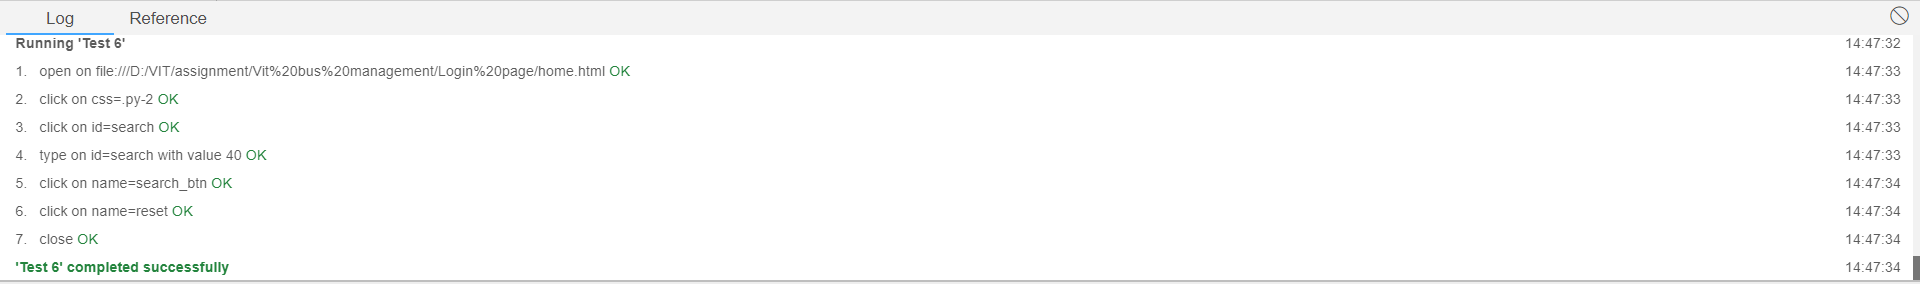 Log Reference
Running 'Test 6' 14:47:32
1. open on file:///D:/VIT/assignment/Vit%20bus%20management/Login%20page/home.html OK 14:47:33
2. click on css=.py-2 OK 14:47:33
3. click on id=search OK 14:47:33
4. type on id=search with value 40 OK 14:47:33
5. click on name=search_btn OK 14:47:34
6. click on name=reset OK 14:47:34
7. close OK 14:47:34
'Test 6' completed successfully 14:47:34